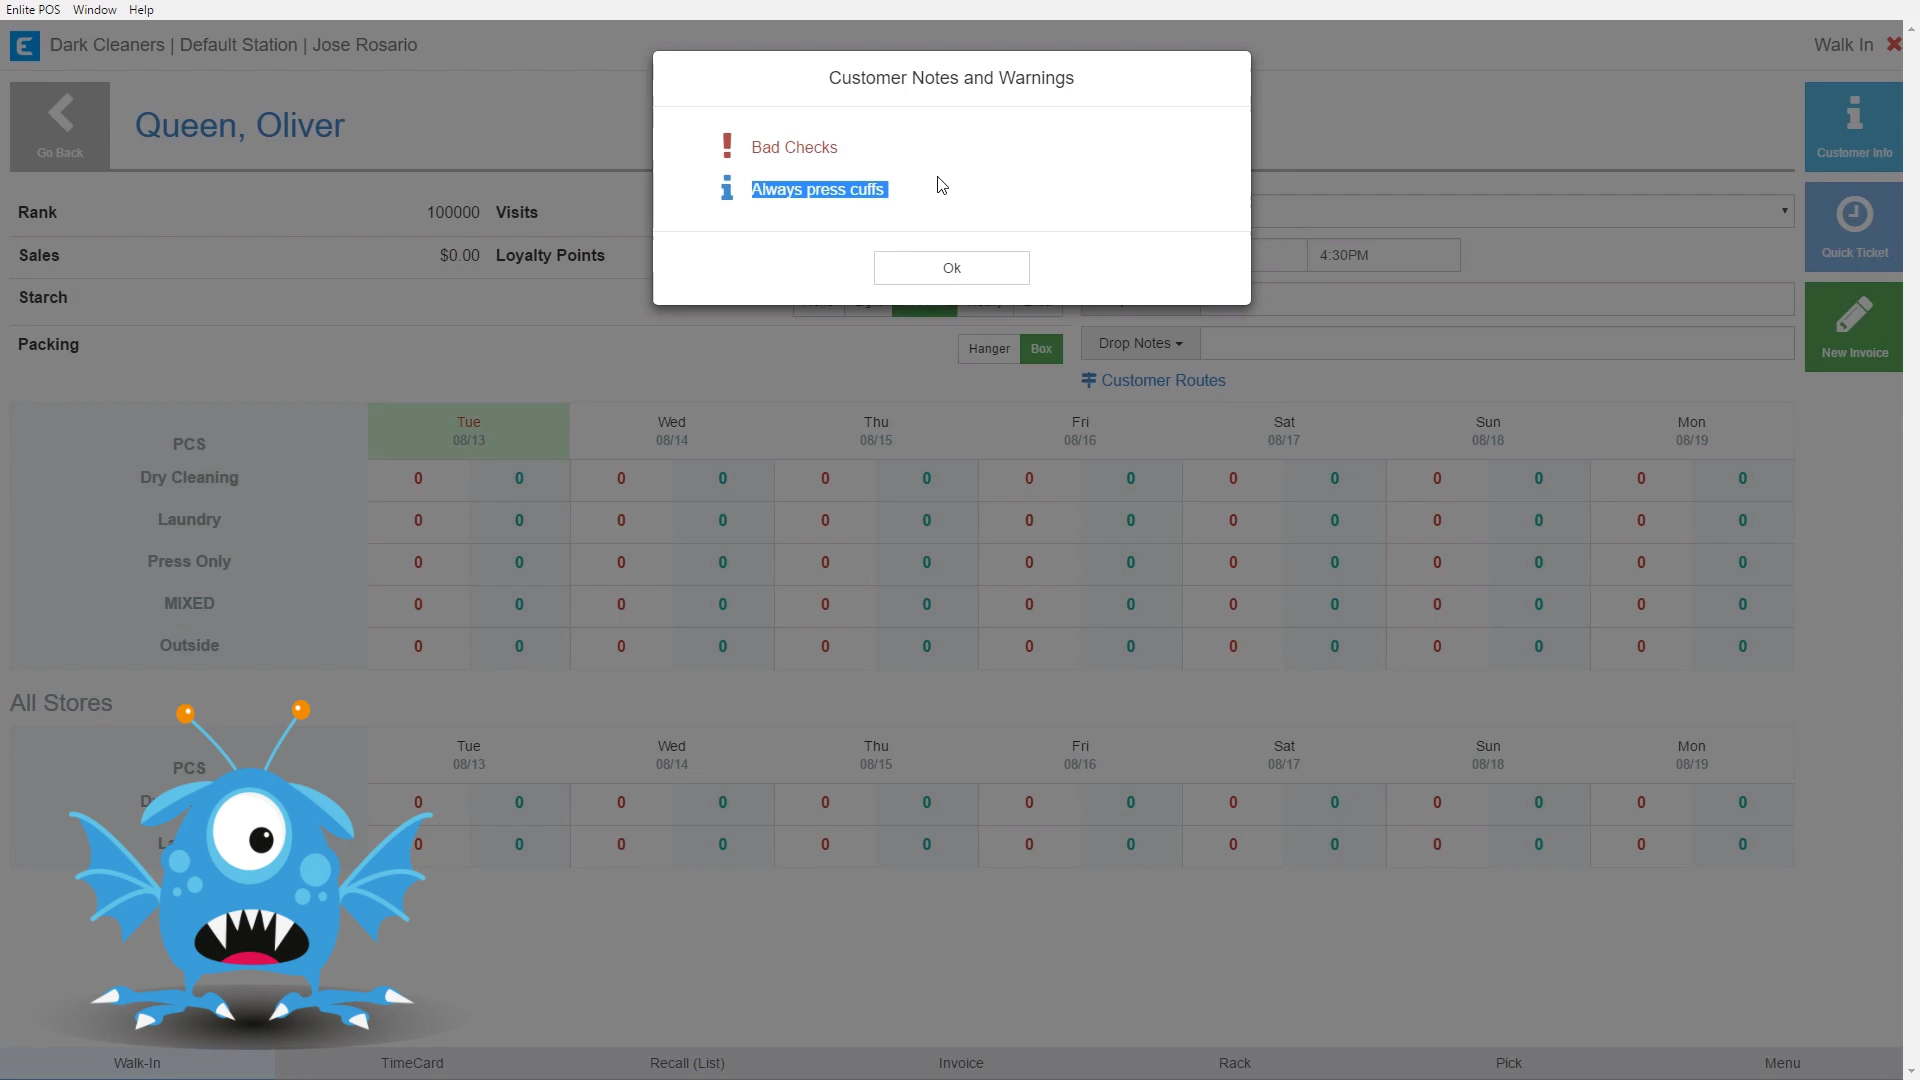 Enlite POS Window Help
Dark Cleaners | Default Station | Jose Rosario
Walk In
Customer Notes and Warnings
Bad Checks
Always press cuffs
Ok
Go Back
Queen, Oliver
Customer Info
Rank 100000 Visits
Sales $0.00 Loyalty Points
4:30PM
Quick Ticket
Starch
Packing
Hanger Box
Drop Notes
New Invoice
Customer Routes
Tue Wed Thu Fri Sat Sun Mon
PCS 08/13 08/14 08/15 08/16 08/17 08/18 08/19
Dry Cleaning 0 0 0 0 0 0 0 0 0 0 0 0 0 0
Laundry 0 0 0 0 0 0 0 0 0 0 0 0 0 0
Press Only 0 0 0 0 0 0 0 0 0 0 0 0 0 0
MIXED 0 0 0 0 0 0 0 0 0 0 0 0 0 0
Outside 0 0 0 0 0 0 0 0 0 0 0 0 0 0
All Stores
Tue Wed Thu Fri Sat Sun Mon
PCS 08/13 08/14 08/15 08/16 08/17 08/18 08/19
0 0 0 0 0 0 0 0 0 0 0 0 0 0
0 0 0 0 0 0 0 0 0 0 0 0 0 0
Walk-In TimeCard Recall (List) Invoice Rack Pick Menu